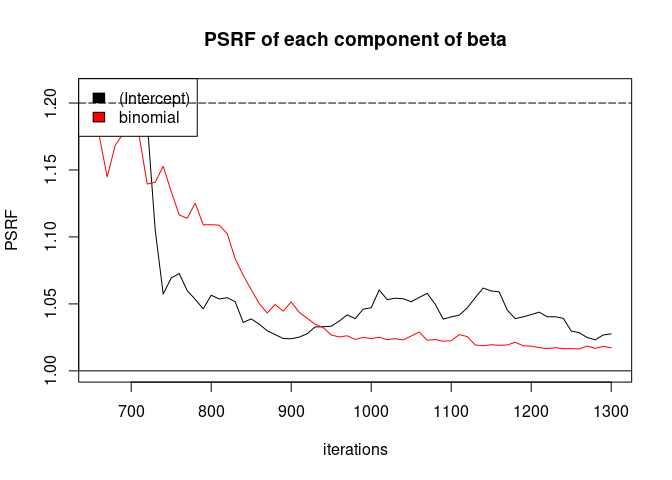 PSRF of each component of beta
(Intercept)
binomial
PSRF
1.20
1.15
1.10
1.05
1.00
700 800 900 1000 1100 1200 1300
iterations